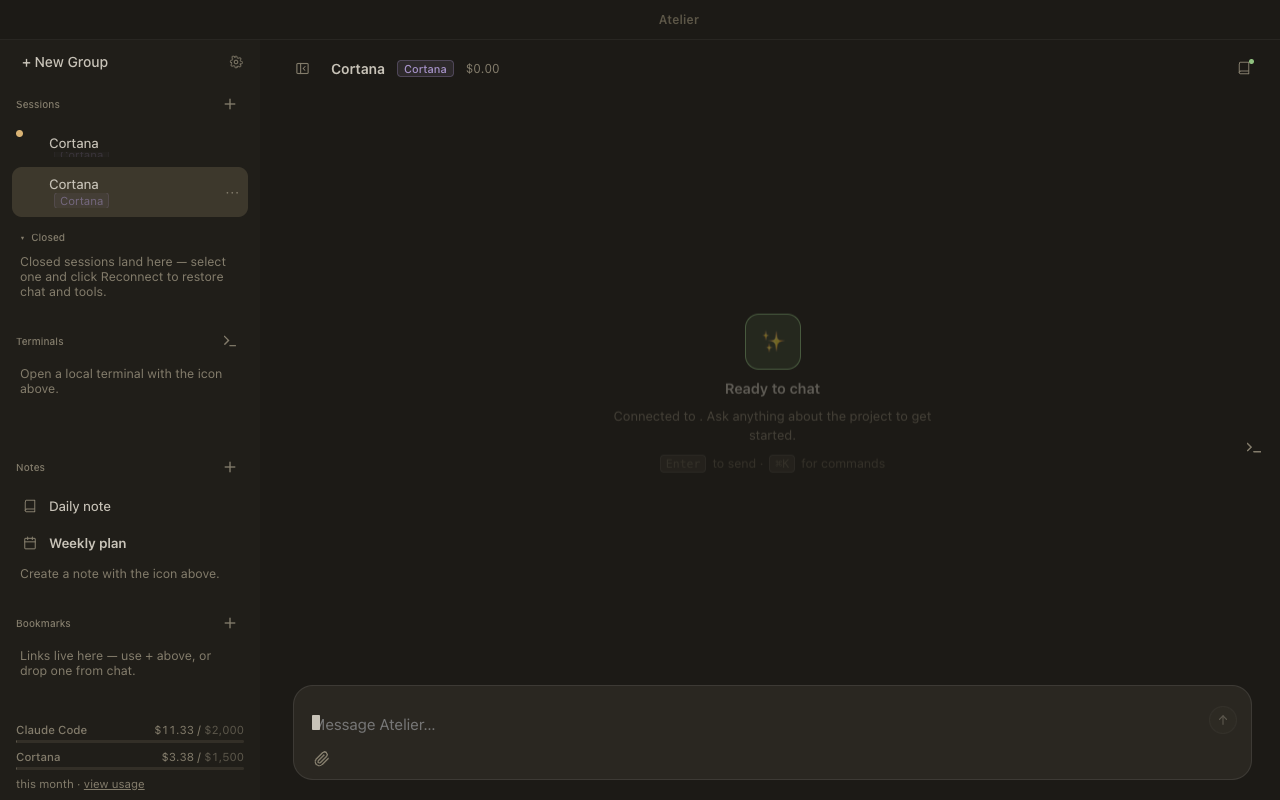 Atelier
+ New Group
Sessions
Cortana
Cortana
Cortana
...
Closed
Closed sessions land here — select
one and click Reconnect to restore
chat and tools.
Terminals
Open a local terminal with the icon
above.
Notes
Daily note
Weekly plan
Create a note with the icon above.
Bookmarks
Links live here — use + above, or
drop one from chat.
Claude Code $11.33 / $2,000
Cortana $3.38 / $1,500
this month · view usage
Cortana Cortana $0.00
Ready to chat
Connected to . Ask anything about the project to get
started.
Enter to send · ⌘K for commands
Message Atelier...